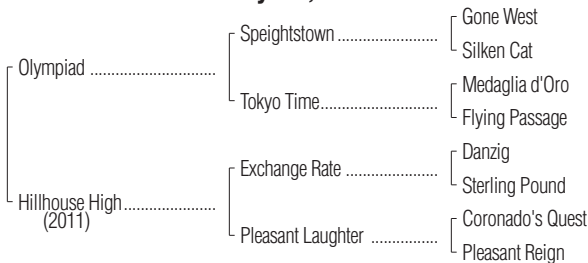 Gone West
Speightstown
Silken Cat
Olympiad
Medaglia d'Oro
Tokyo Time
Flying Passage
Danzig
Exchange Rate
Sterling Pound
Hillhouse High
(2011)
Coronado's Quest
Pleasant Laughter
Pleasant Reign